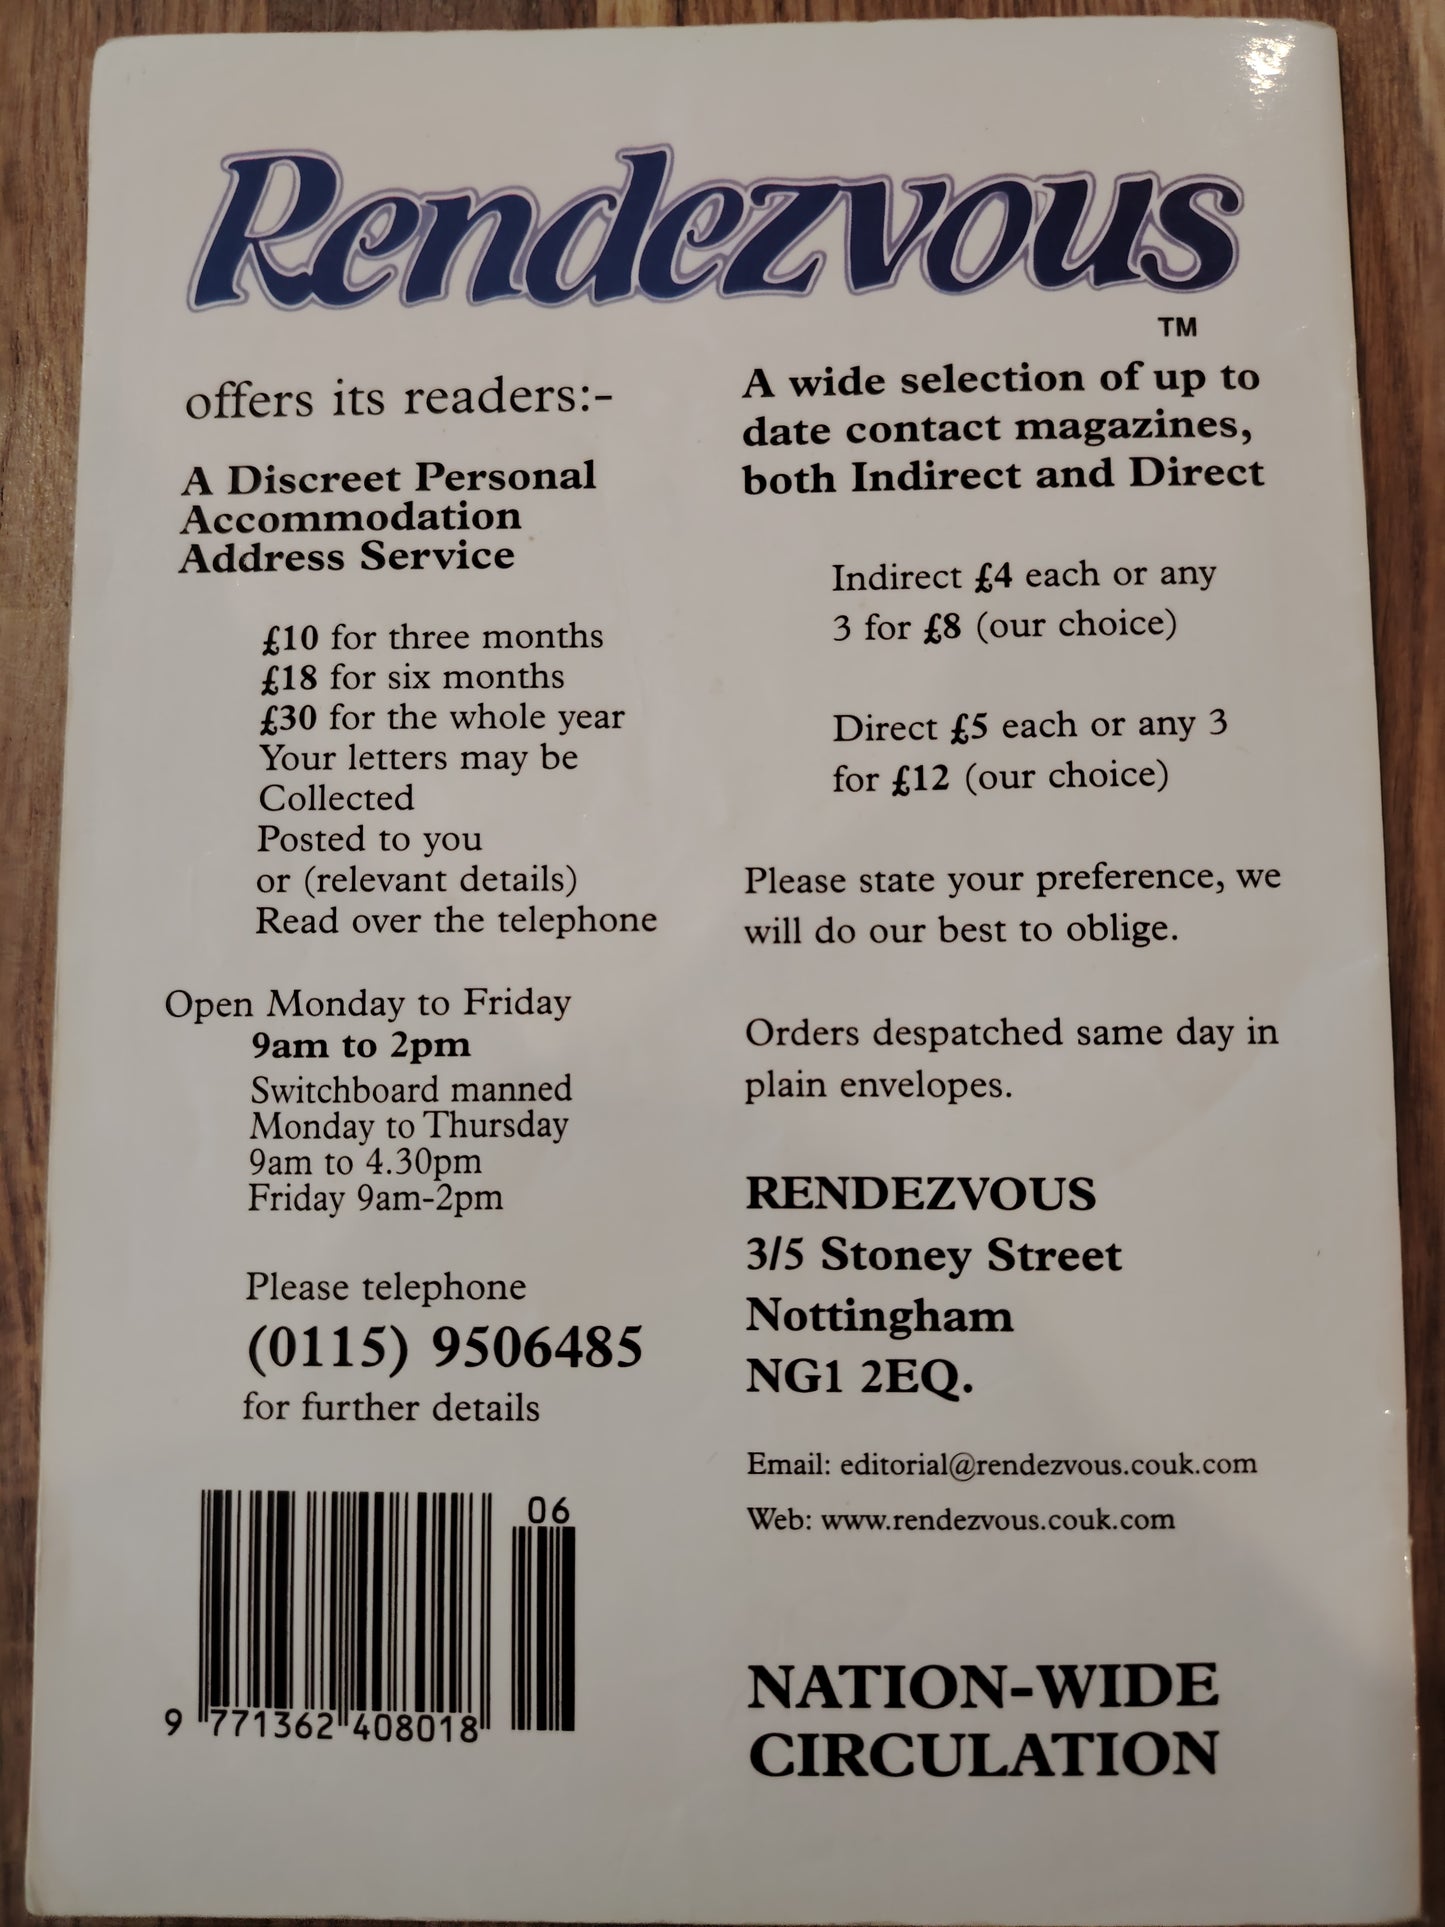 Rendezvous
TM
offers its readers:-
A Discreet Personal
Accommodation
Address Service
£10 for three months
£18 for six months
£30 for the whole year
Your letters may be
Collected
Posted to you
or (relevant details)
Read over the telephone
Open Monday to Friday
9am to 2pm
Switchboard manned
Monday to Thursday
9am to 4.30pm
Friday 9am-2pm
Please telephone
(0115) 9506485
for further details
06
9 771362 408018
A wide selection of up to
date contact magazines,
both Indirect and Direct
Indirect £4 each or any
3 for £8 (our choice)
Direct £5 each or any 3
for £12 (our choice)
Please state your preference, we
will do our best to oblige.
Orders despatched same day in
plain envelopes.
RENDEZVOUS
3/5 Stoney Street
Nottingham
NG1 2EQ.
Email: editorial@rendezvous.couk.com
Web: www.rendezvous.couk.com
NATION-WIDE
CIRCULATION